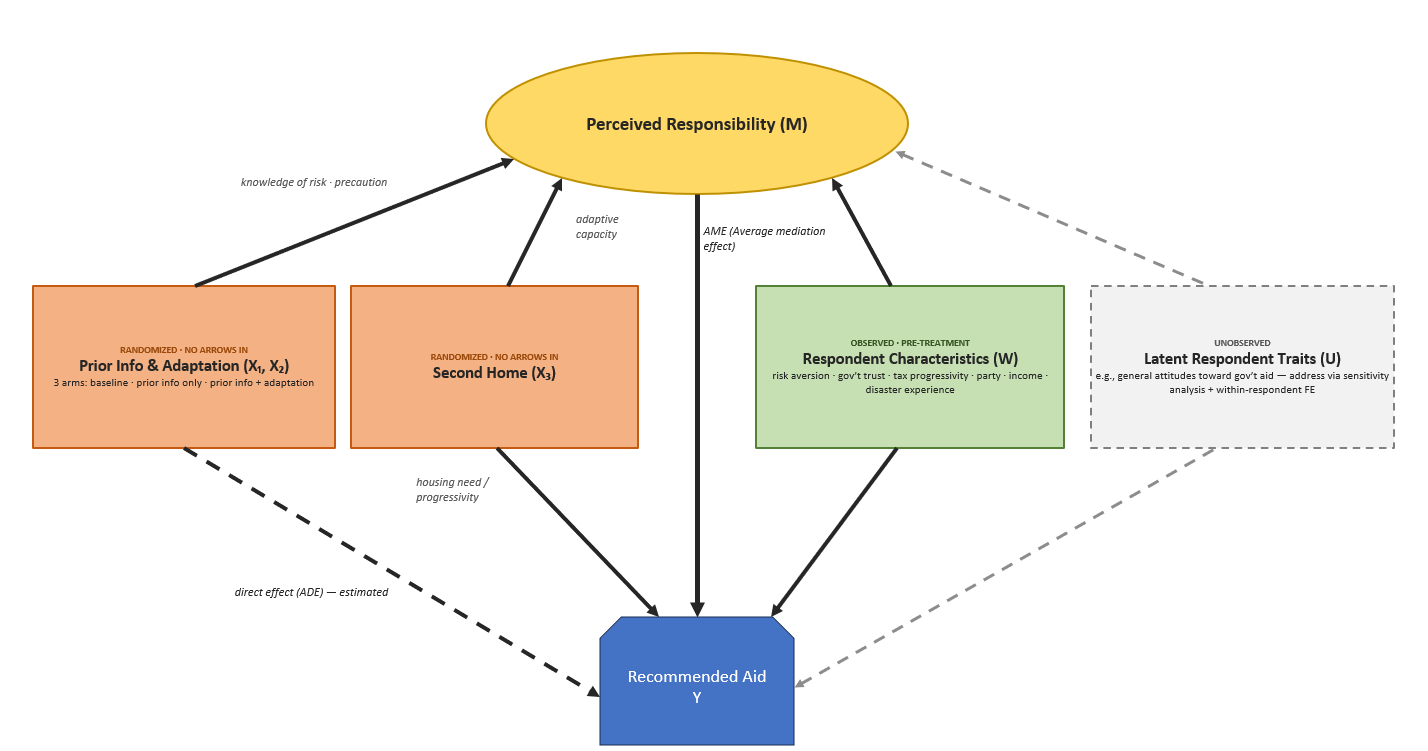 Perceived Responsibility (M)
knowledge of risk · precaution
adaptive
capacity
AME (Average mediation
effect)
RANDOMIZED · NO ARROWS IN
Prior Info & Adaptation (X₁, X₂)
3 arms: baseline · prior info only · prior info + adaptation
RANDOMIZED · NO ARROWS IN
Second Home (X₃)
OBSERVED · PRE-TREATMENT
Respondent Characteristics (W)
risk aversion · gov't trust · tax progressivity · party · income ·
disaster experience
UNOBSERVED
Latent Respondent Traits (U)
e.g., general attitudes toward gov't aid — address via sensitivity
analysis + within-respondent FE
housing need /
progressivity
direct effect (ADE) — estimated
Recommended Aid
Y